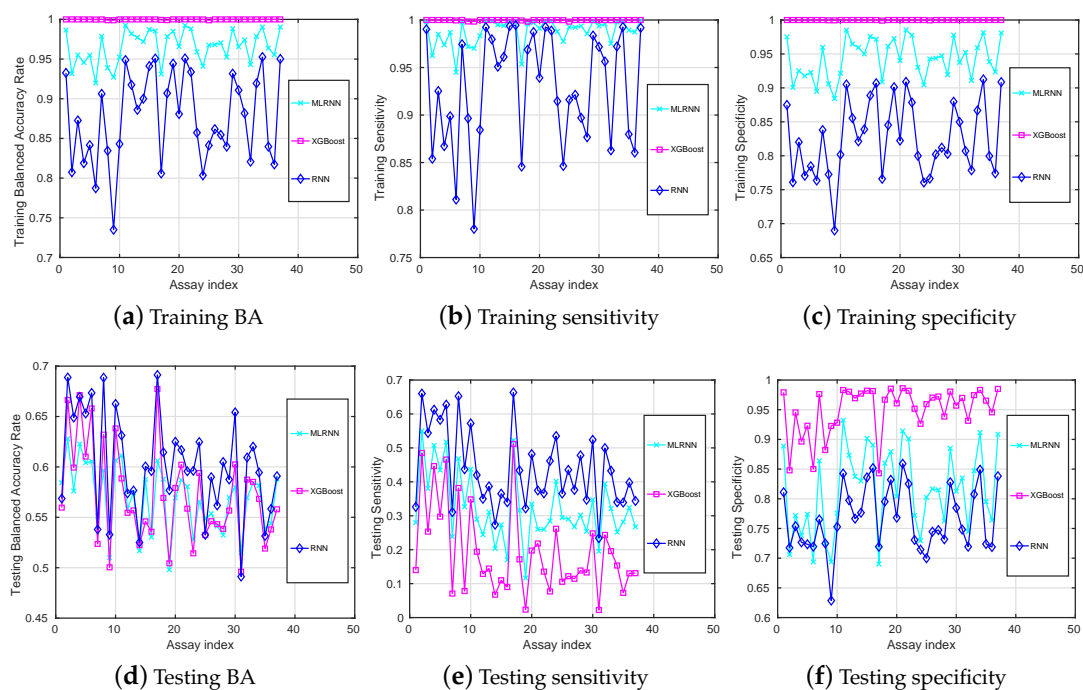 Training Balanced Accuracy Rate
1
0.95
0.9
0.85
0.8
0.75
0.7
0 10 20 30 40 50
Assay index
MLRNN
XGBoost
RNN
(a) Training BA
Training Sensitivity
1
0.95
0.9
0.85
0.8
0.75
0 10 20 30 40 50
Assay index
MLRNN
XGBoost
RNN
(b) Training sensitivity
Training Specificity
1
0.95
0.9
0.85
0.8
0.75
0.7
0.65
0 10 20 30 40 50
Assay index
MLRNN
XGBoost
RNN
(c) Training specificity
Testing Balanced Accuracy Rate
0.7
0.65
0.6
0.55
0.5
0.45
0 10 20 30 40 50
Assay index
MLRNN
XGBoost
RNN
(d) Testing BA
Testing Sensitivity
0.7
0.6
0.5
0.4
0.3
0.2
0.1
0
0 10 20 30 40 50
Assay index
MLRNN
XGBoost
RNN
(e) Testing sensitivity
Testing Specificity
1
0.95
0.9
0.85
0.8
0.75
0.7
0.65
0.6
0 10 20 30 40 50
Assay index
MLRNN
XGBoost
RNN
(f) Testing specificity